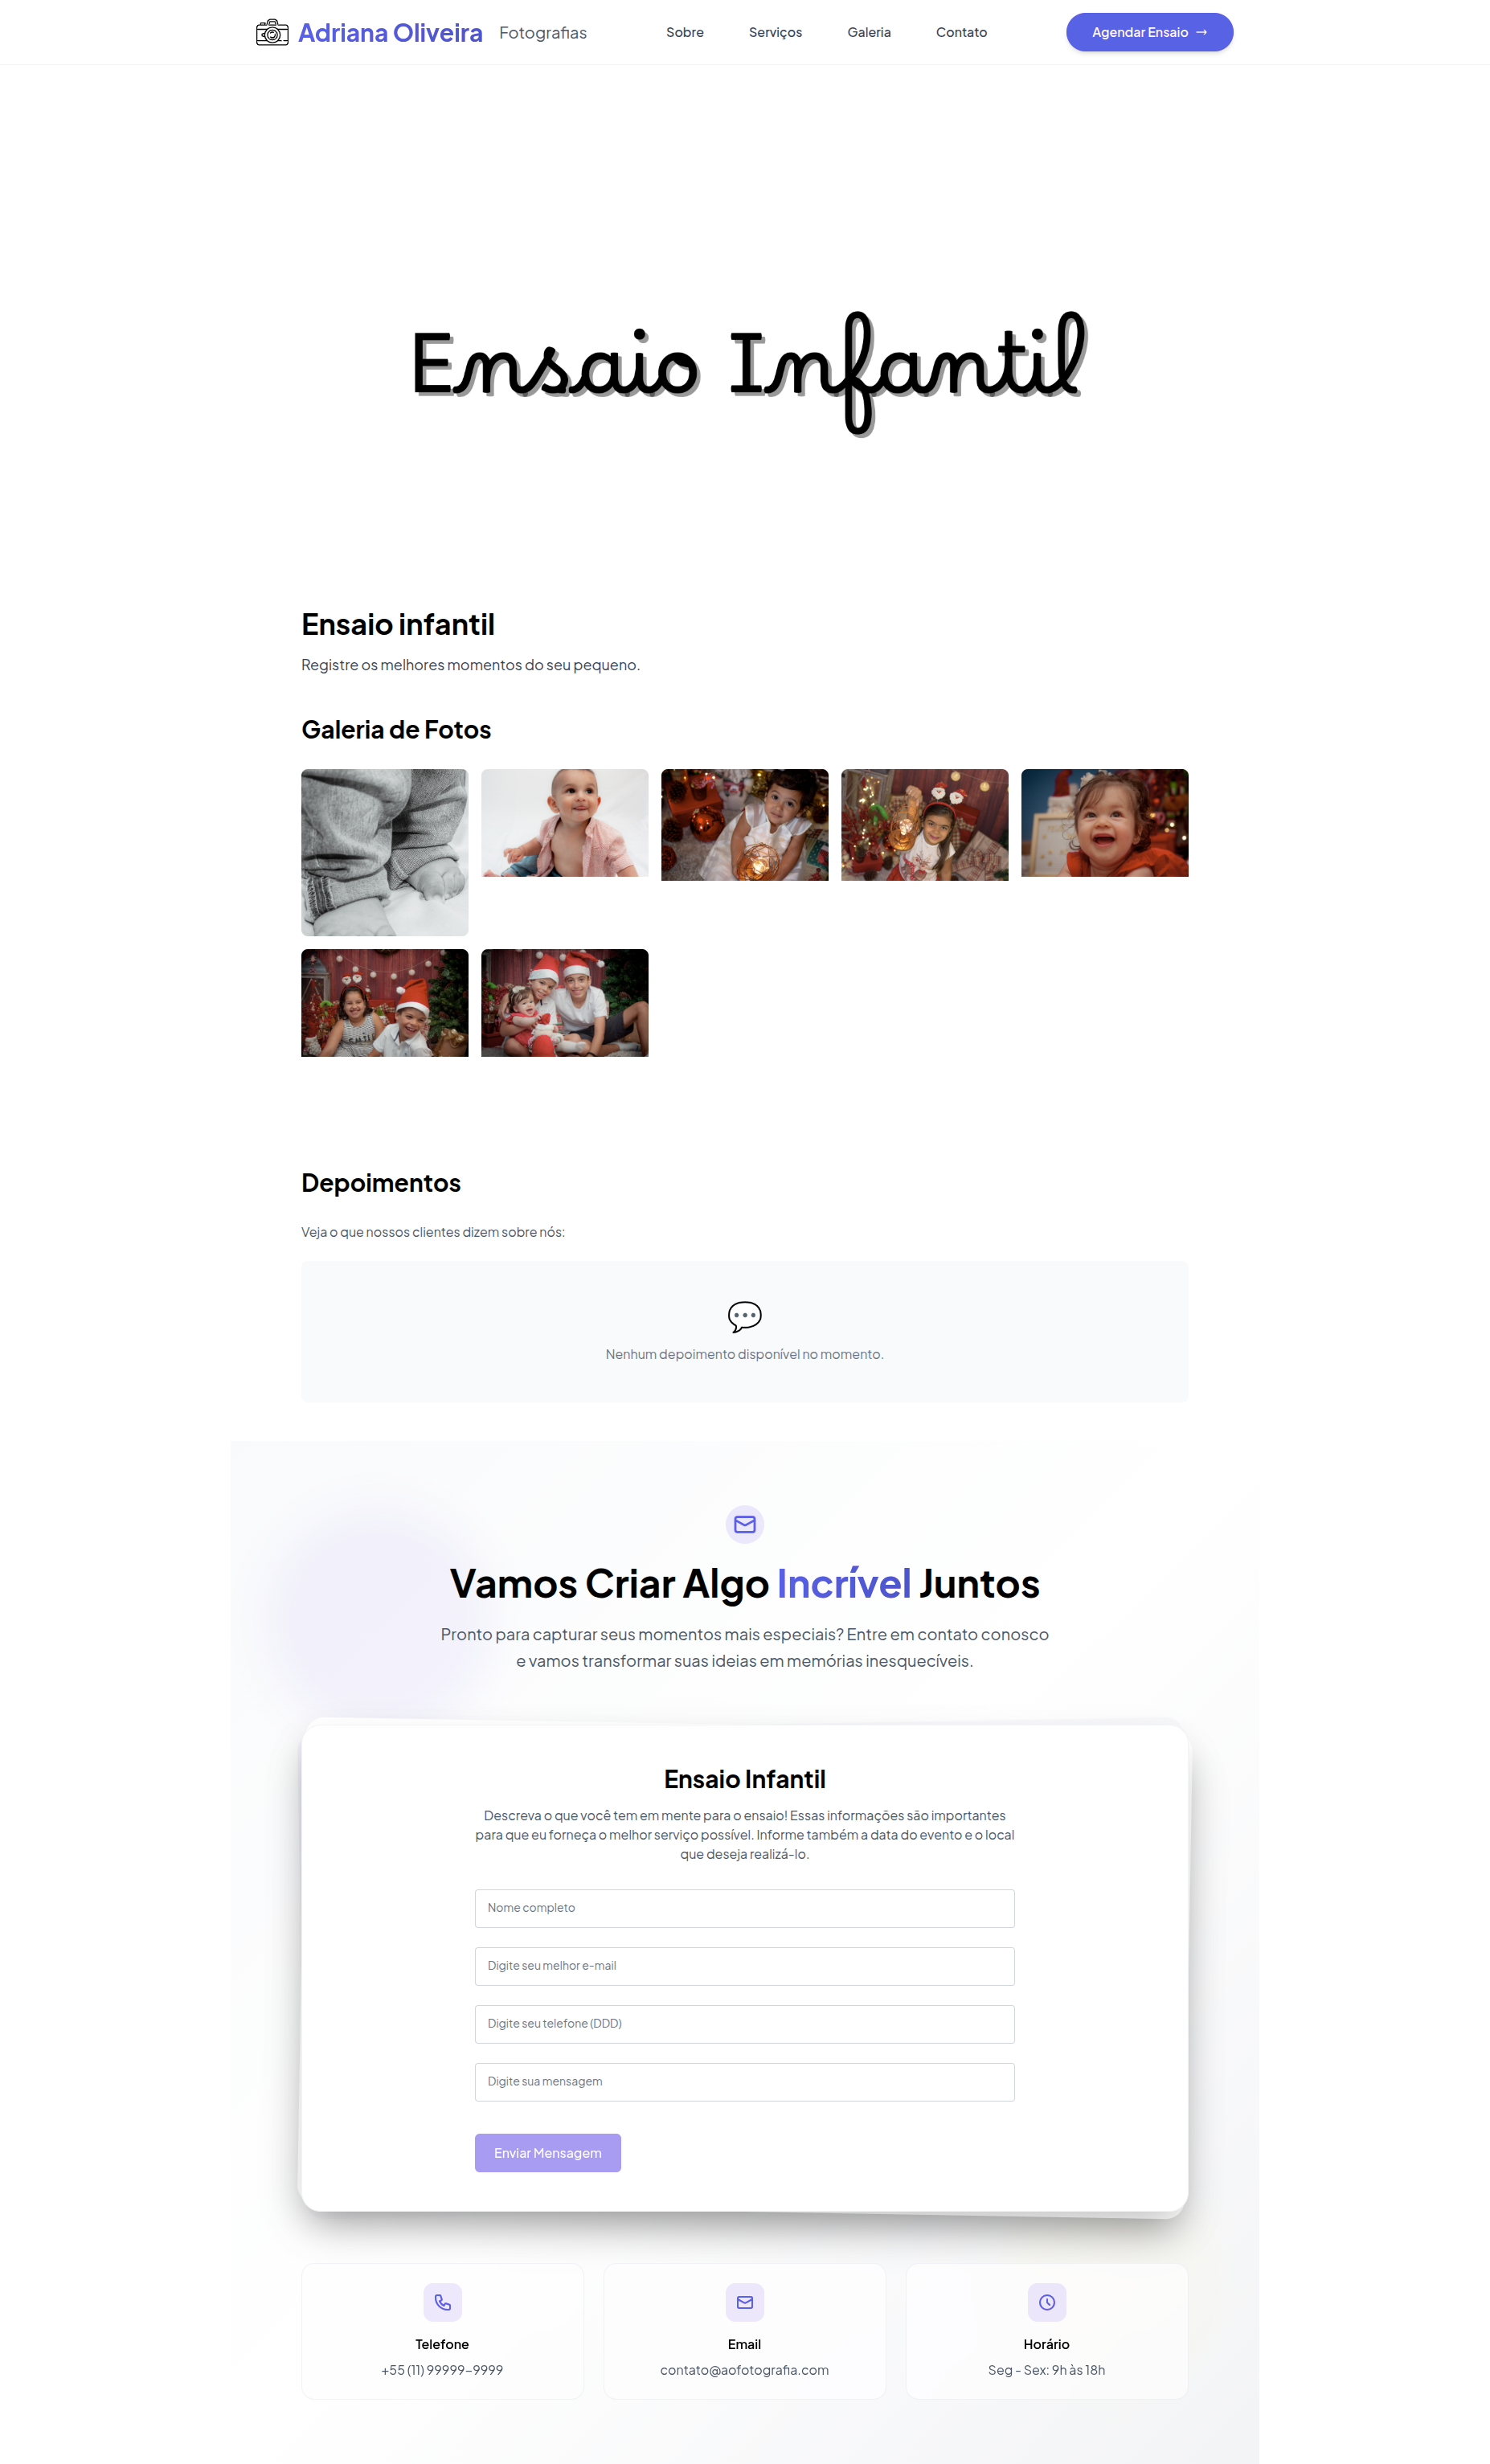 Adriana Oliveira Fotografias Sobre Serviços Galeria Contato Agendar Ensaio →
Ensaio Infantil
Ensaio infantil
Registre os melhores momentos do seu pequeno.
Galeria de Fotos
Depoimentos
Veja o que nossos clientes dizem sobre nós:
Nenhum depoimento disponível no momento.
Vamos Criar Algo Incrível Juntos
Pronto para capturar seus momentos mais especiais? Entre em contato conosco
e vamos transformar suas ideias em memórias inesquecíveis.
Ensaio Infantil
Descreva o que você tem em mente para o ensaio! Essas informações são importantes
para que eu forneça o melhor serviço possível. Informe também a data do evento e o local
que deseja realizá-lo.
Nome completo
Digite seu melhor e-mail
Digite seu telefone (DDD)
Digite sua mensagem
Enviar Mensagem
Telefone
+55 (11) 99999-9999
Email
contato@aofotografia.com
Horário
Seg - Sex: 9h às 18h